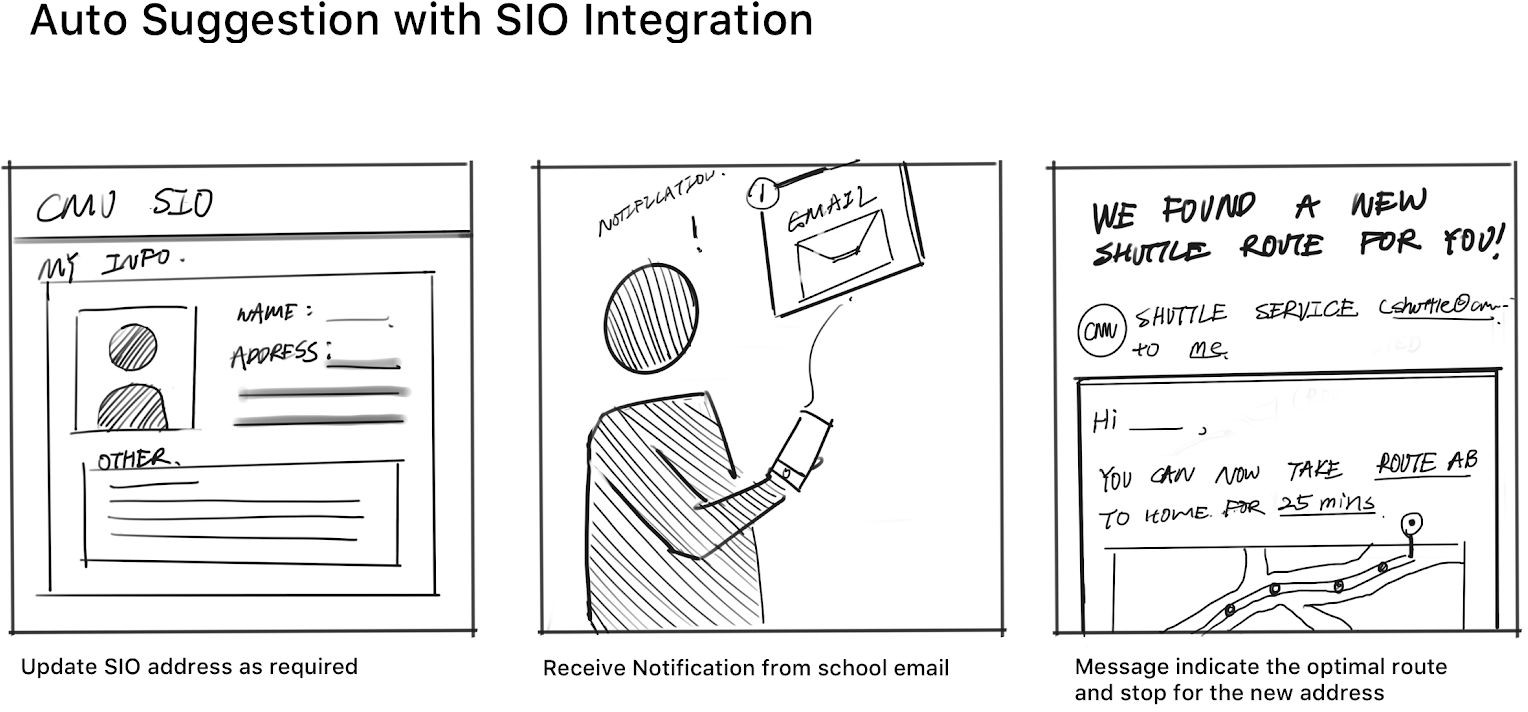 Auto Suggestion with SIO Integration
CMU SIO
MY INFO.
NAME:
ADDRESS:
OTHER.
Update SIO address as required
NOTIFICATION.
!
1
EMAIL
Receive Notification from school email
WE FOUND A NEW
SHUTTLE ROUTE FOR YOU!
CMU
SHUTTLE SERVICE (shuttle@cm...
to me
Hi ____ ,
YOU CAN NOW TAKE ROUTE AB
TO HOME FOR 25 mins.
Message indicate the optimal route
and stop for the new address